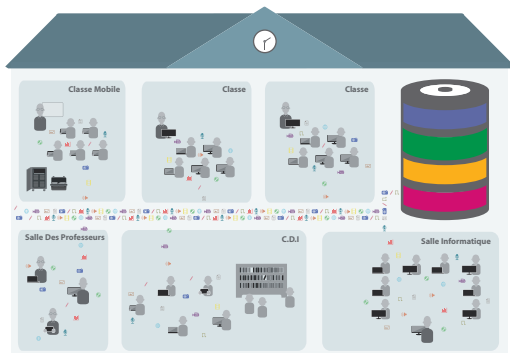 Classe Mobile
Classe
Classe
Salle Des Professeurs
C.D.I
Salle Informatique